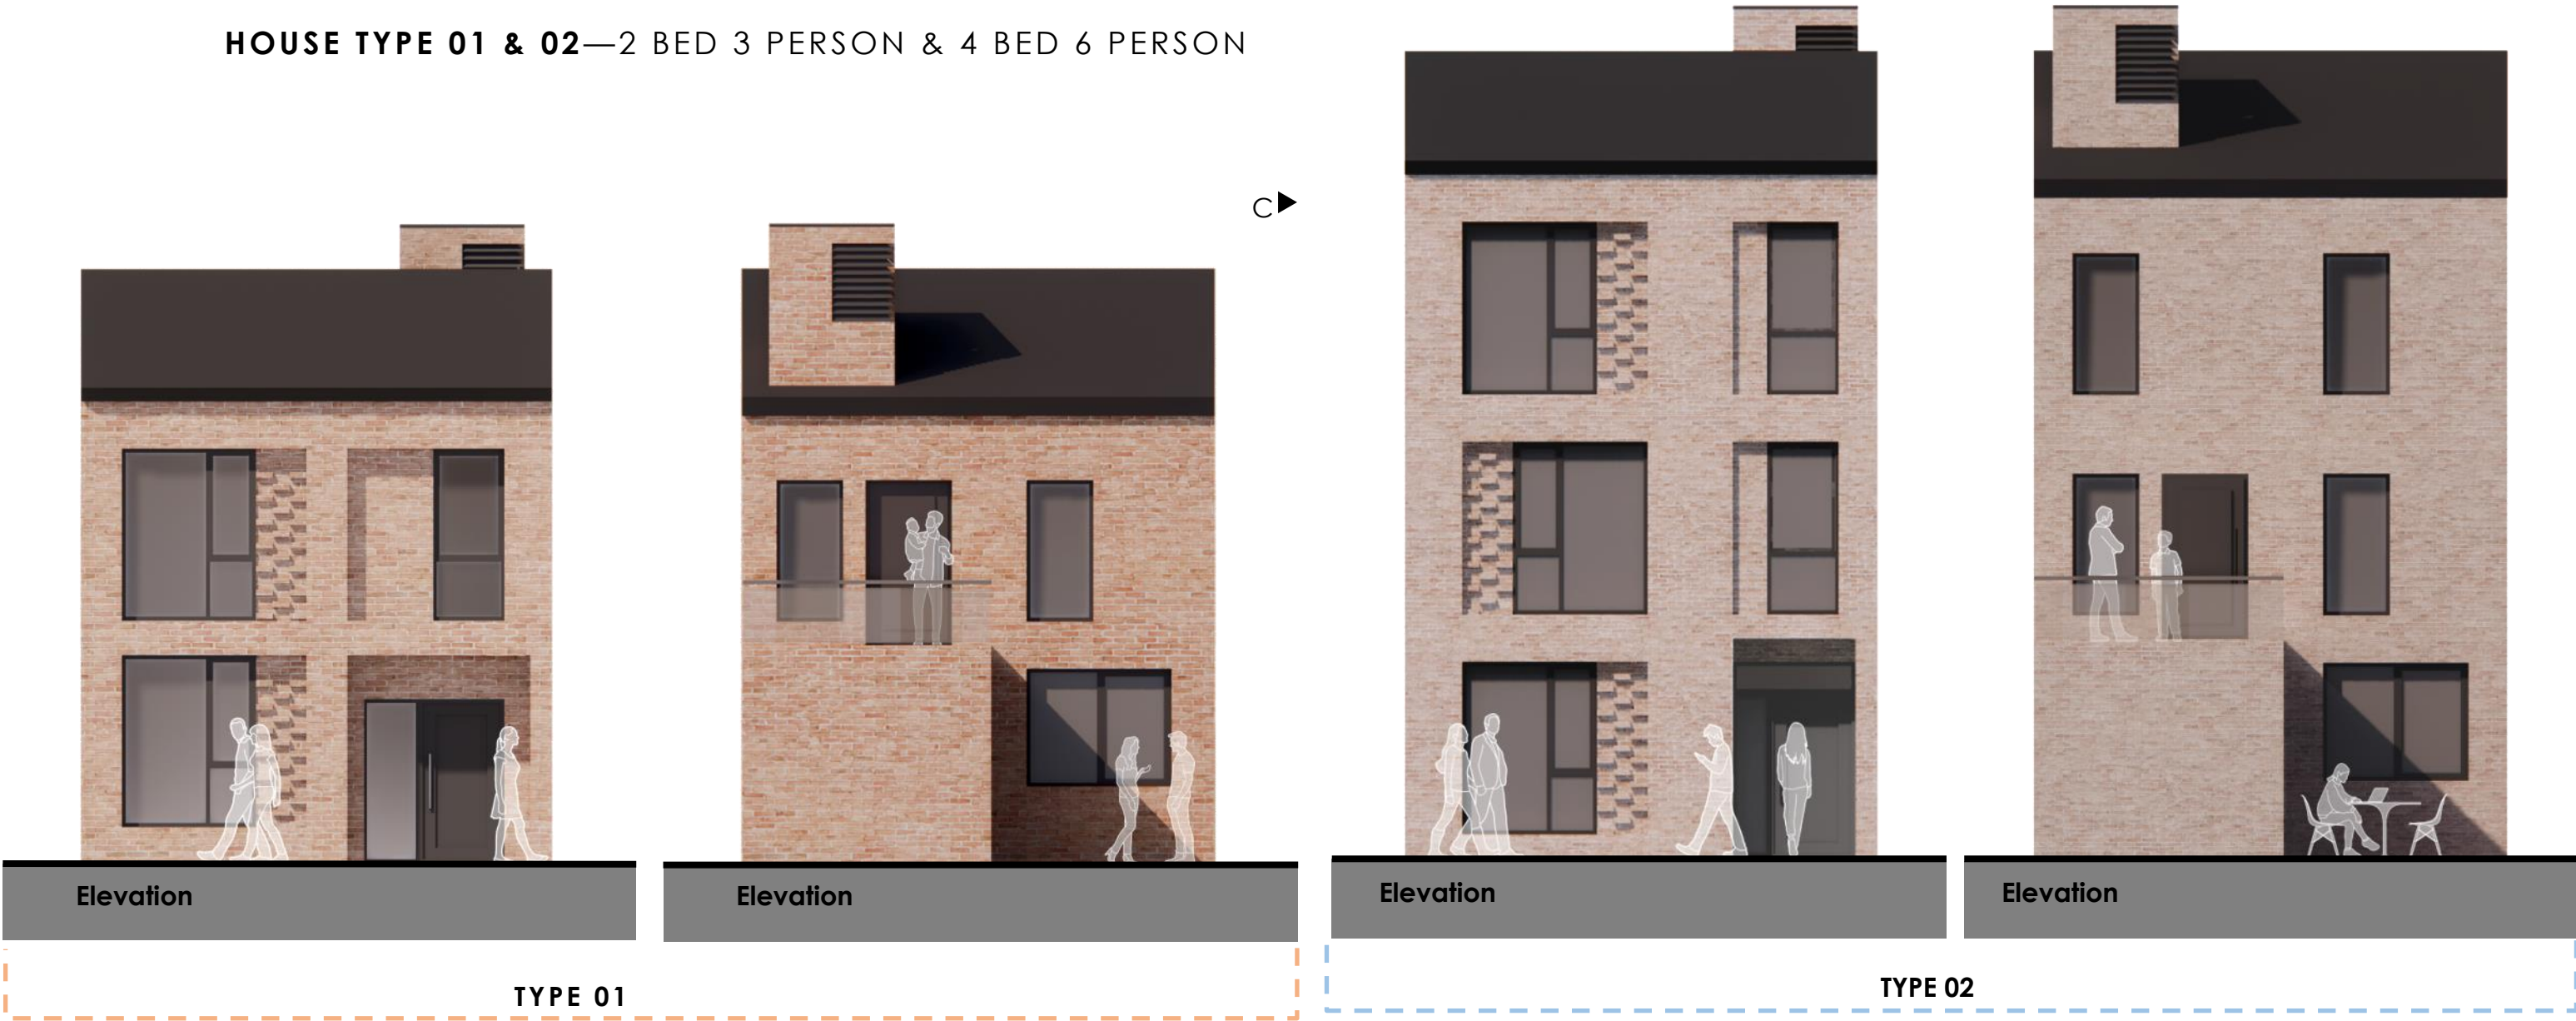 HOUSE TYPE 01 & 02—2 BED 3 PERSON & 4 BED 6 PERSON
C
Elevation
Elevation
Elevation
Elevation
TYPE 01
TYPE 02